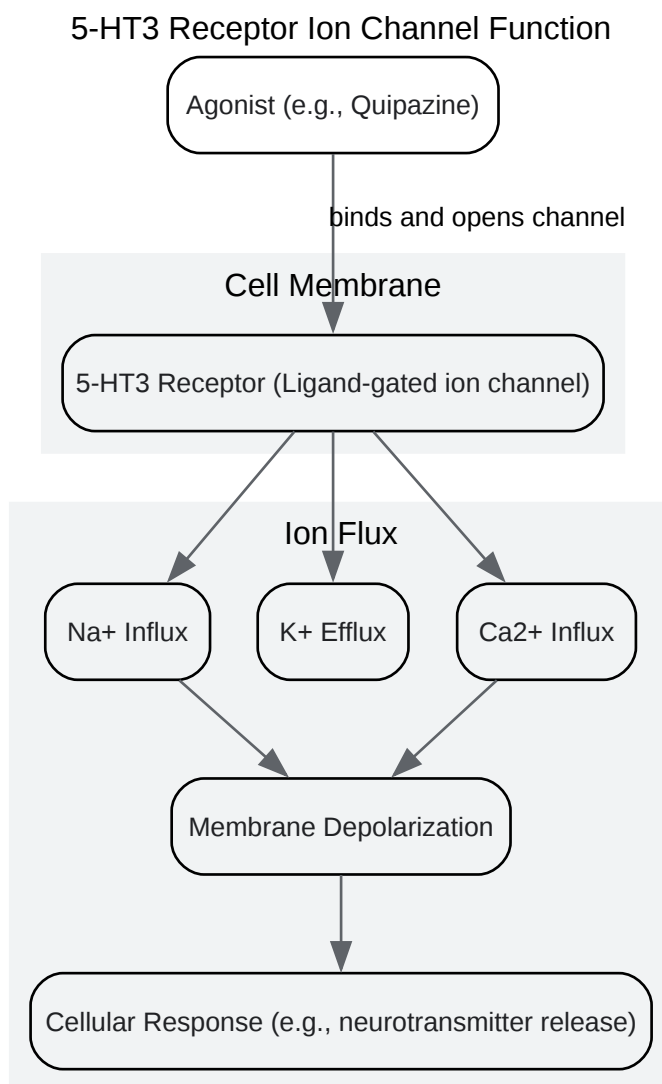 5-HT3 Receptor Ion Channel Function
Agonist (e.g., Quipazine)
binds and opens channel
Cell Membrane
5-HT3 Receptor (Ligand-gated ion channel)
Ion Flux
Na+ Influx
K+ Efflux
Ca2+ Influx
Membrane Depolarization
Cellular Response (e.g., neurotransmitter release)